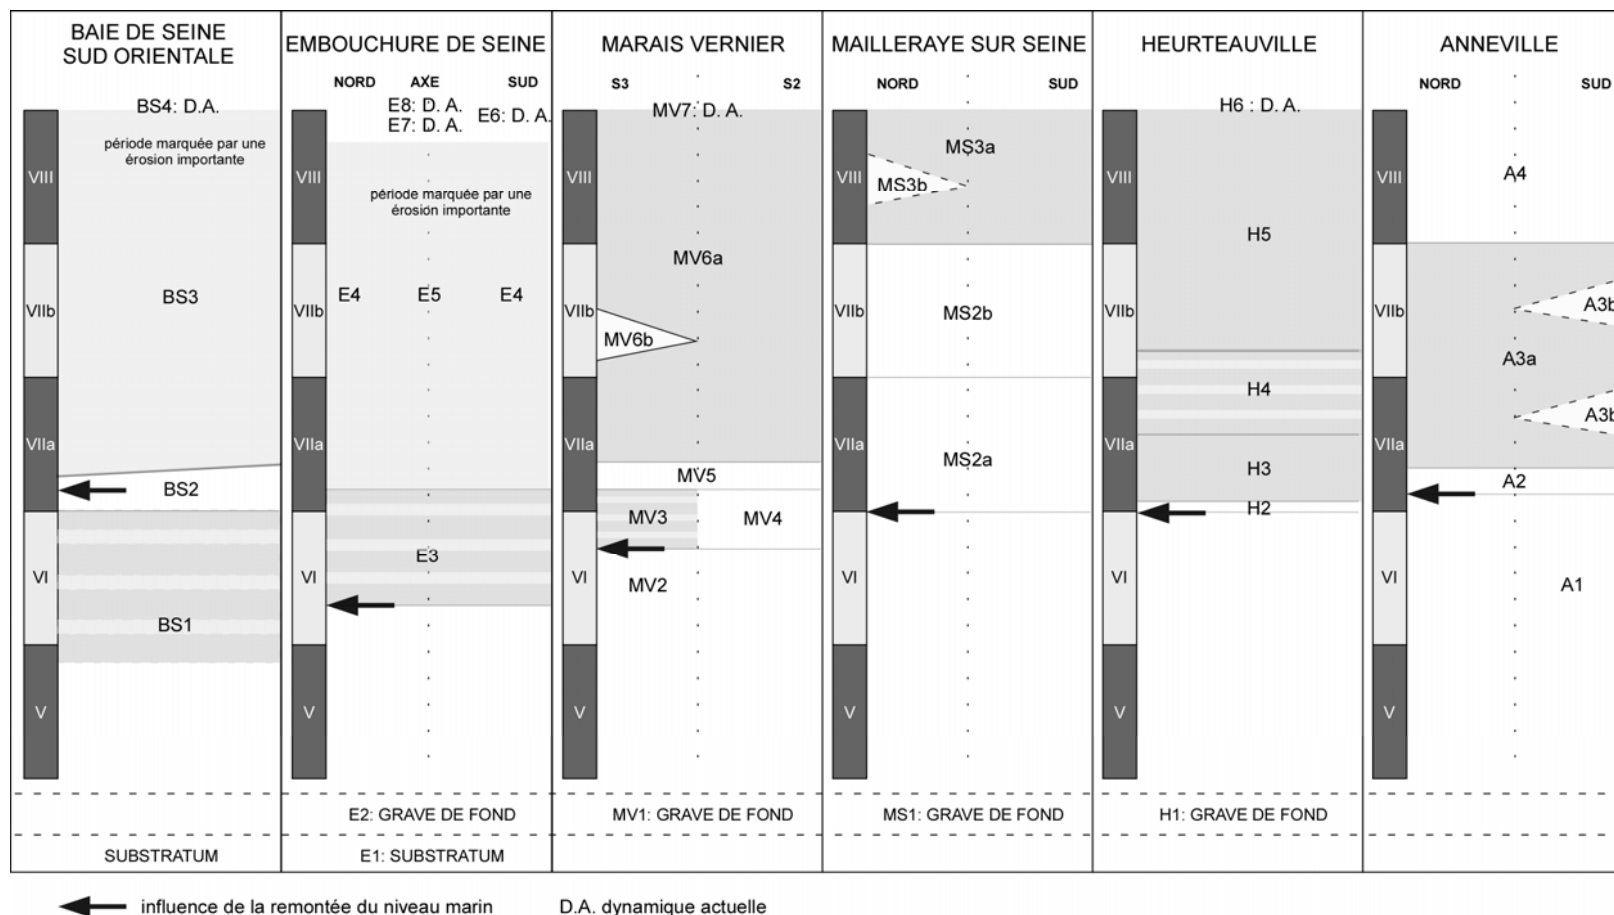 BAIE DE SEINE
SUD ORIENTALE
BS4: D.A.
période marquée par une
érosion importante
VIII
BS3
VIIb
VIIa
BS2
VI
BS1
V
SUBSTRATUM
EMBOUCHURE DE SEINE
NORD AXE SUD
E8: D. A.
E7: D. A.
E6: D. A.
VIII
période marquée par une
érosion importante
VIIb
E4 E5 E4
VIIa
E3
VI
V
E2: GRAVE DE FOND
E1: SUBSTRATUM
MARAIS VERNIER
S3 S2
MV7: D. A.
VIII
MV6a
VIIb
MV6b
VIIa
MV5
MV3 MV4
VI
MV2
V
MV1: GRAVE DE FOND
MAILLERAYE SUR SEINE
NORD SUD
MS3a
VIII
MS3b
VIIb
MS2b
VIIa
MS2a
VI
V
MS1: GRAVE DE FOND
HEURTEAUVILLE
H6 : D. A.
VIII
H5
VIIb
H4
VIIa
H3
H2
VI
V
H1: GRAVE DE FOND
ANNEVILLE
NORD SUD
VIII
A4
VIIb
A3b
A3a
A3b
VIIa
A2
VI
A1
V
influence de la remontée du niveau marin D.A. dynamique actuelle